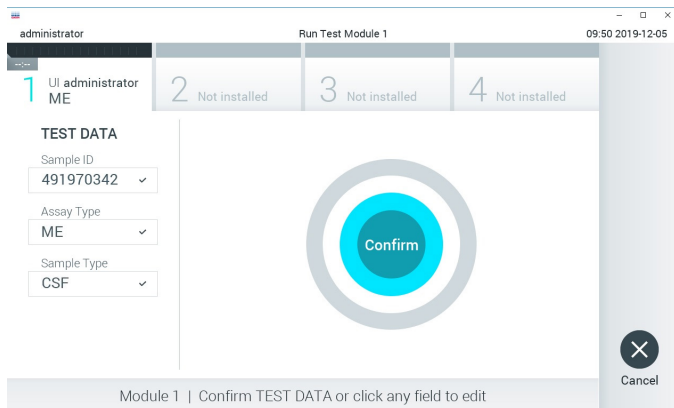 administrator
Run Test Module 1
09:50 2019-12-05
--:--
1 UI administrator
ME
2 Not installed
3 Not installed
4 Not installed
TEST DATA
Sample ID
491970342
Assay Type
ME
Sample Type
CSF
Confirm
Cancel
Module 1 | Confirm TEST DATA or click any field to edit